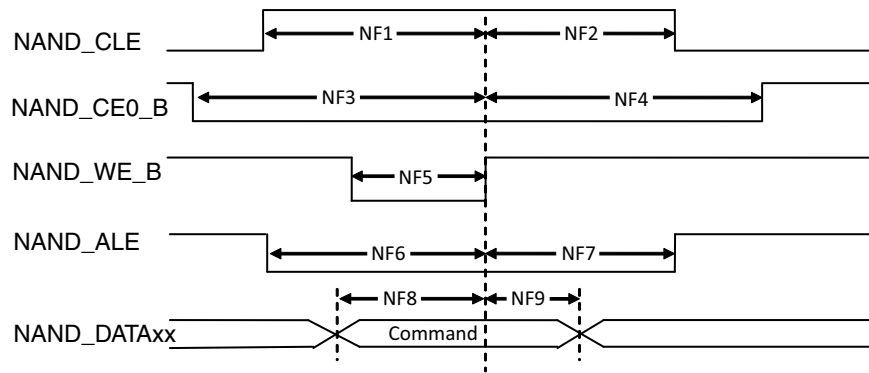 NAND_CLE NF1 NF2
NAND_CE0_B NF3 NF4
NAND_WE_B NF5
NAND_ALE NF6 NF7
NF8 NF9
NAND_DATAxx Command